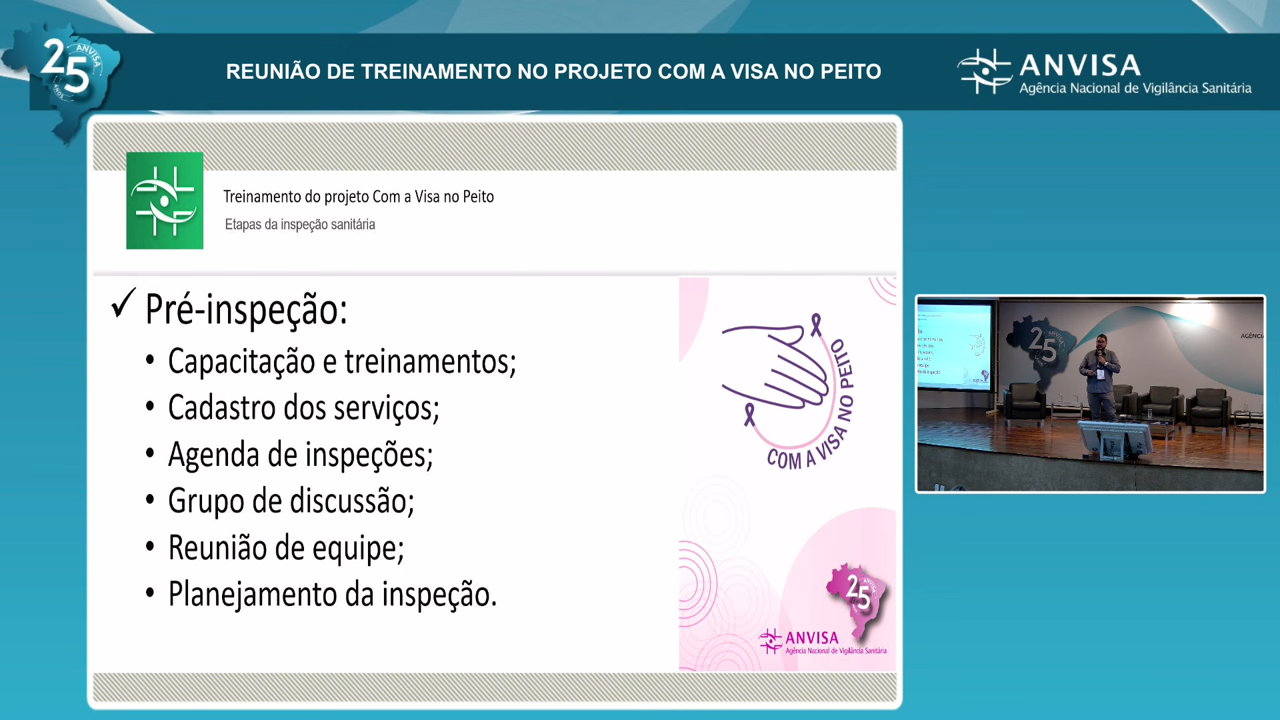 25
ANVISA
ANOS
REUNIÃO DE TREINAMENTO NO PROJETO COM A VISA NO PEITO
ANVISA
Agência Nacional de Vigilância Sanitária
Treinamento do projeto Com a Visa no Peito
Etapas da inspeção sanitária
✓ Pré-inspeção:
• Capacitação e treinamentos;
• Cadastro dos serviços;
• Agenda de inspeções;
• Grupo de discussão;
• Reunião de equipe;
• Planejamento da inspeção.
COM A VISA NO PEITO
25
ANVISA
ANVISA
Agência Nacional de Vigilância Sanitária
25